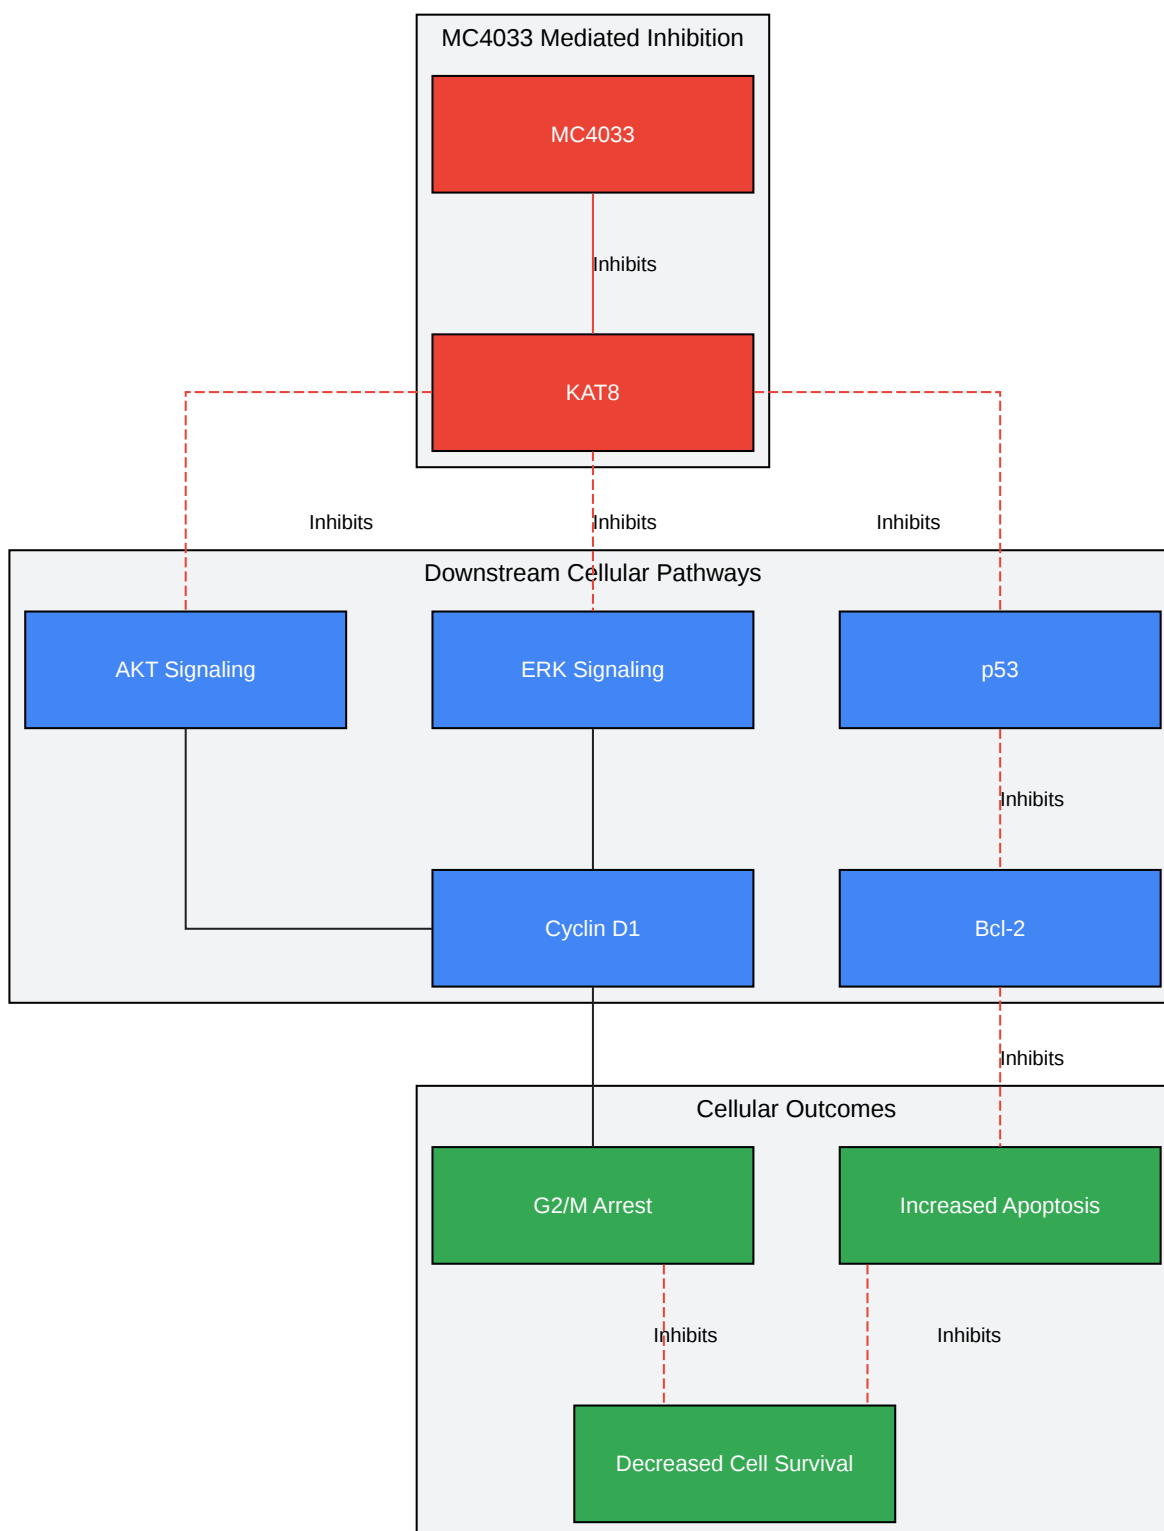 MC4033 Mediated Inhibition
MC4033
Inhibits
KAT8
Inhibits
Inhibits
Inhibits
Downstream Cellular Pathways
AKT Signaling
ERK Signaling
p53
Inhibits
Cyclin D1
Bcl-2
Inhibits
Cellular Outcomes
G2/M Arrest
Increased Apoptosis
Inhibits
Inhibits
Decreased Cell Survival